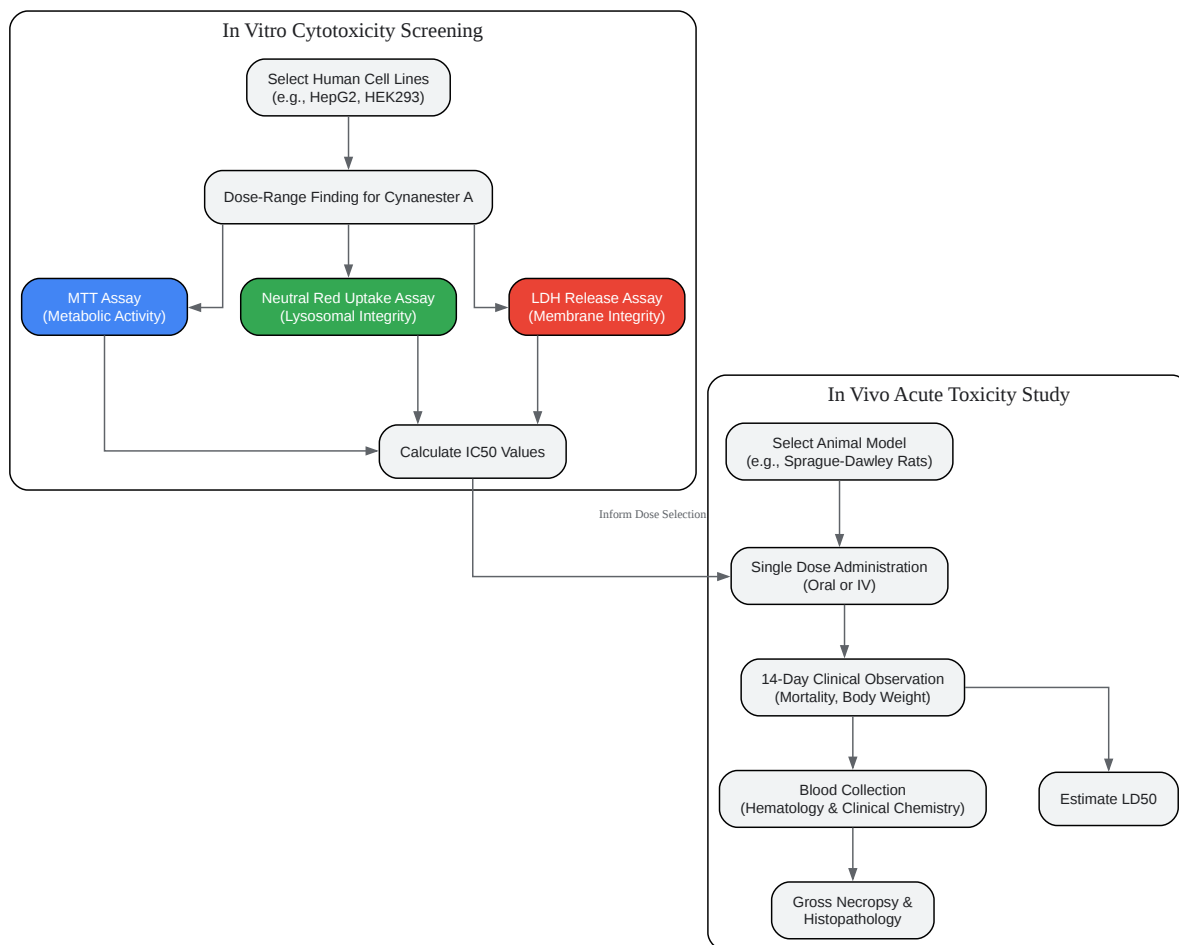 In Vitro Cytotoxicity Screening
Select Human Cell Lines
(e.g., HepG2, HEK293)
Dose-Range Finding for Cynanester A
MTT Assay
(Metabolic Activity)
Neutral Red Uptake Assay
(Lysosomal Integrity)
LDH Release Assay
(Membrane Integrity)
Calculate IC50 Values
Inform Dose Selection
In Vivo Acute Toxicity Study
Select Animal Model
(e.g., Sprague-Dawley Rats)
Single Dose Administration
(Oral or IV)
14-Day Clinical Observation
(Mortality, Body Weight)
Blood Collection
(Hematology & Clinical Chemistry)
Estimate LD50
Gross Necropsy &
Histopathology